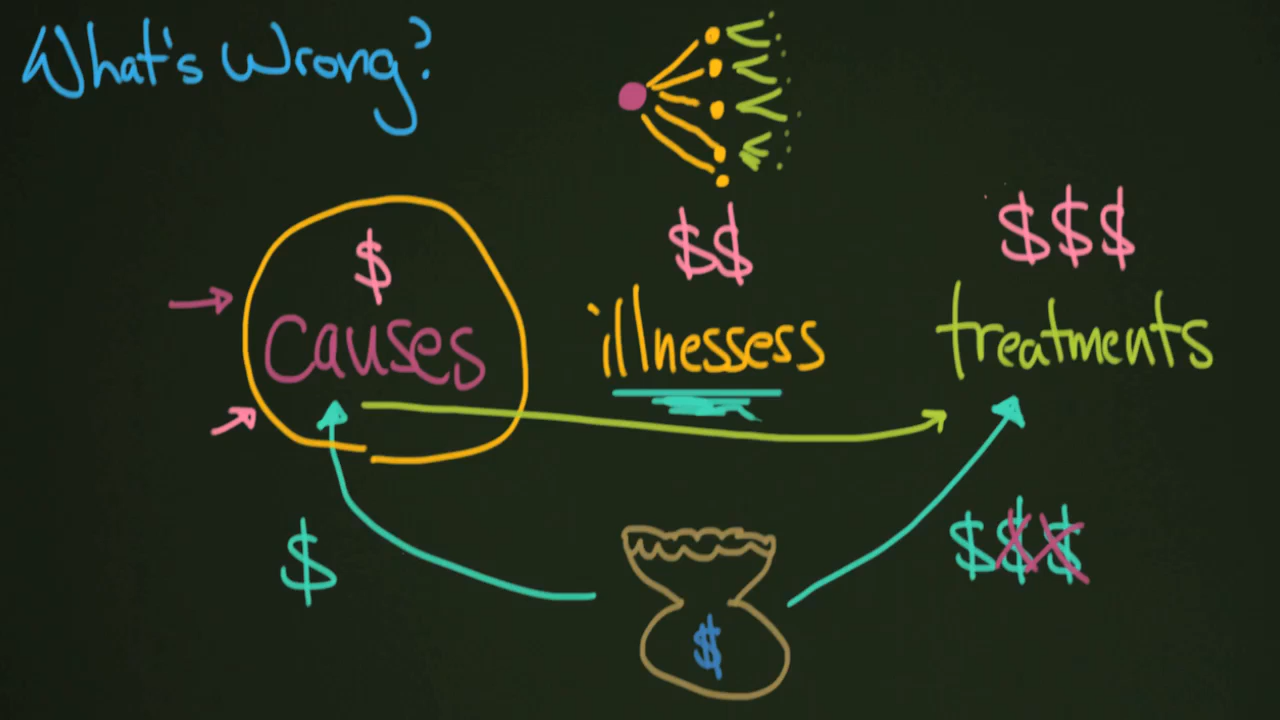 What's Wrong?
$ $$ $$$
Causes illnessess treatments
$ $$$
$